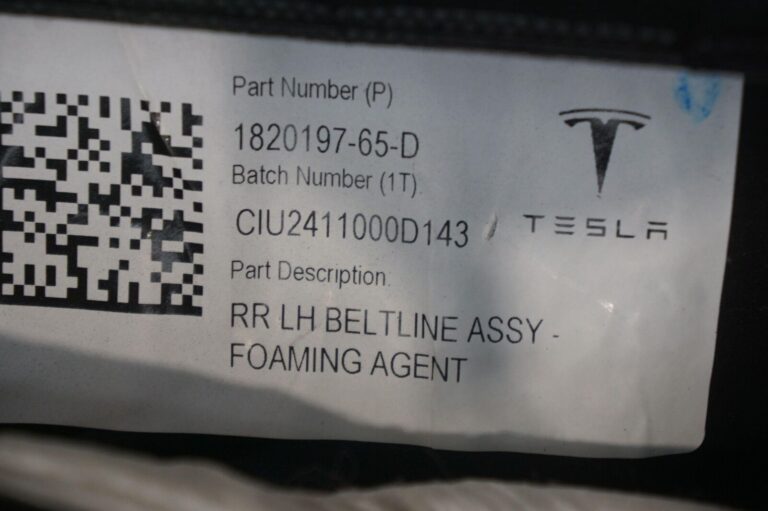 Part Number (P)
1820197-65-D
Batch Number (1T)
CIU2411000D143
Part Description
RR LH BELTLINE ASSY -
FOAMING AGENT
TESLA